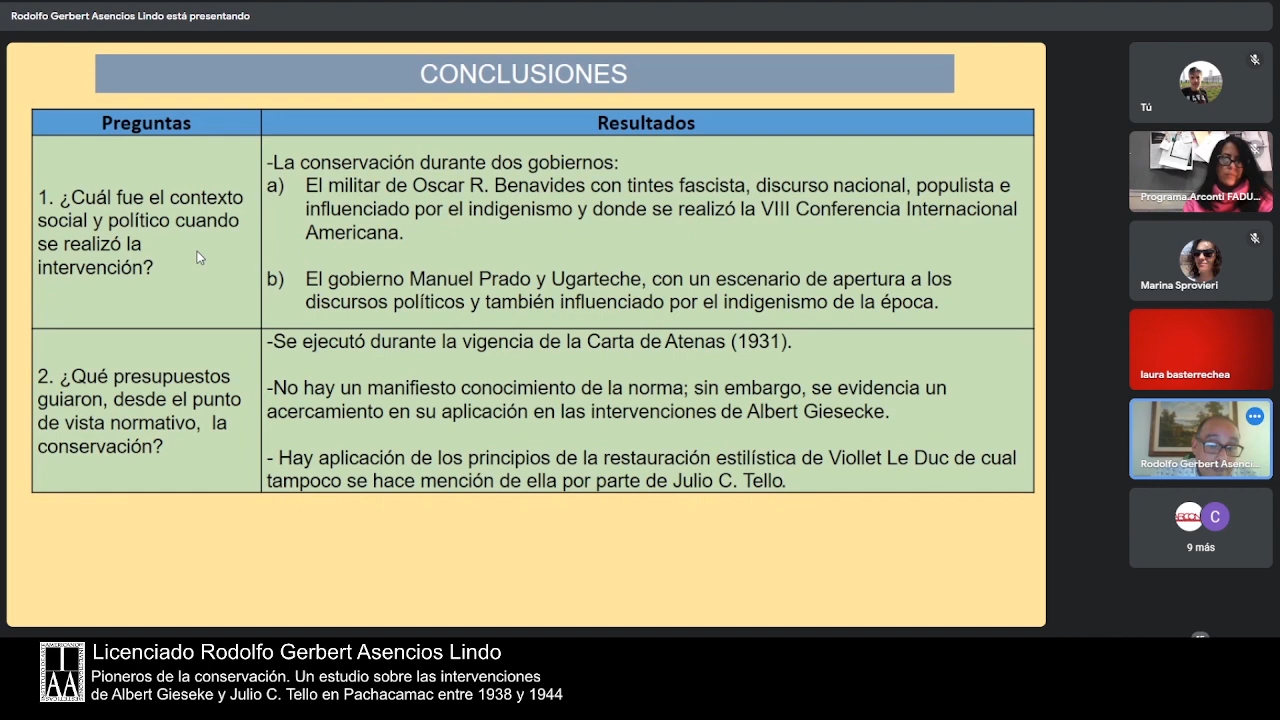 Rodolfo Gerbert Asencios Lindo está presentando
CONCLUSIONES
Preguntas
Resultados
1. ¿Cuál fue el contexto
social y político cuando
se realizó la
intervención?
-La conservación durante dos gobiernos:
a) El militar de Oscar R. Benavides con tintes fascista, discurso nacional, populista e
influenciado por el indigenismo y donde se realizó la VIII Conferencia Internacional
Americana.
b) El gobierno Manuel Prado y Ugarteche, con un escenario de apertura a los
discursos políticos y también influenciado por el indigenismo de la época.
2. ¿Qué presupuestos
guiaron, desde el punto
de vista normativo, la
conservación?
-Se ejecutó durante la vigencia de la Carta de Atenas (1931).
-No hay un manifiesto conocimiento de la norma; sin embargo, se evidencia un
acercamiento en su aplicación en las intervenciones de Albert Giesecke.
- Hay aplicación de los principios de la restauración estilística de Viollet Le Duc de cual
tampoco se hace mención de ella por parte de Julio C. Tello.
Tú
Programa Arconti FADU...
Marina Sprovieri
laura basterrechea
Rodolfo Gerbert Asenci...
C
9 más
IAA
Licenciado Rodolfo Gerbert Asencios Lindo
Pioneros de la conservación. Un estudio sobre las intervenciones
de Albert Gieseke y Julio C. Tello en Pachacamac entre 1938 y 1944